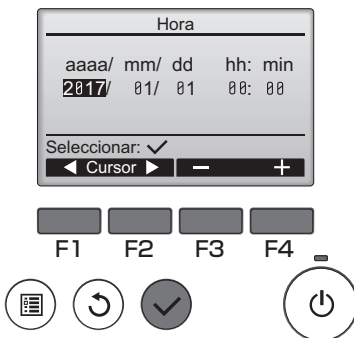 Hora
aaaa/ mm/ dd hh: min
2017/ 01/ 01 00: 00
Seleccionar: ✓
◀ Cursor ▶ − +
F1 F2 F3 F4